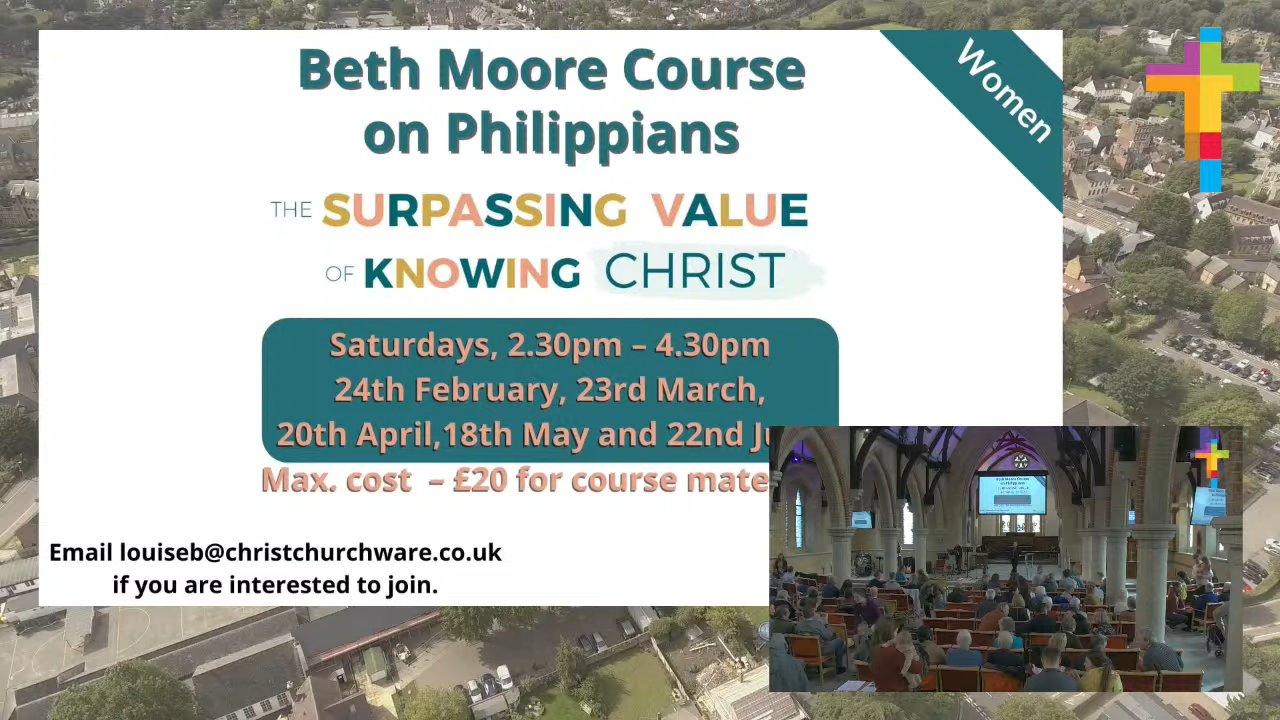 Beth Moore Course
on Philippians
Women
THE SURPASSING VALUE
OF KNOWING CHRIST
Saturdays, 2.30pm – 4.30pm
24th February, 23rd March,
20th April,18th May and 22nd
Max. cost – £20 for course
Email louiseb@christchurchware.co.uk
if you are interested to join.